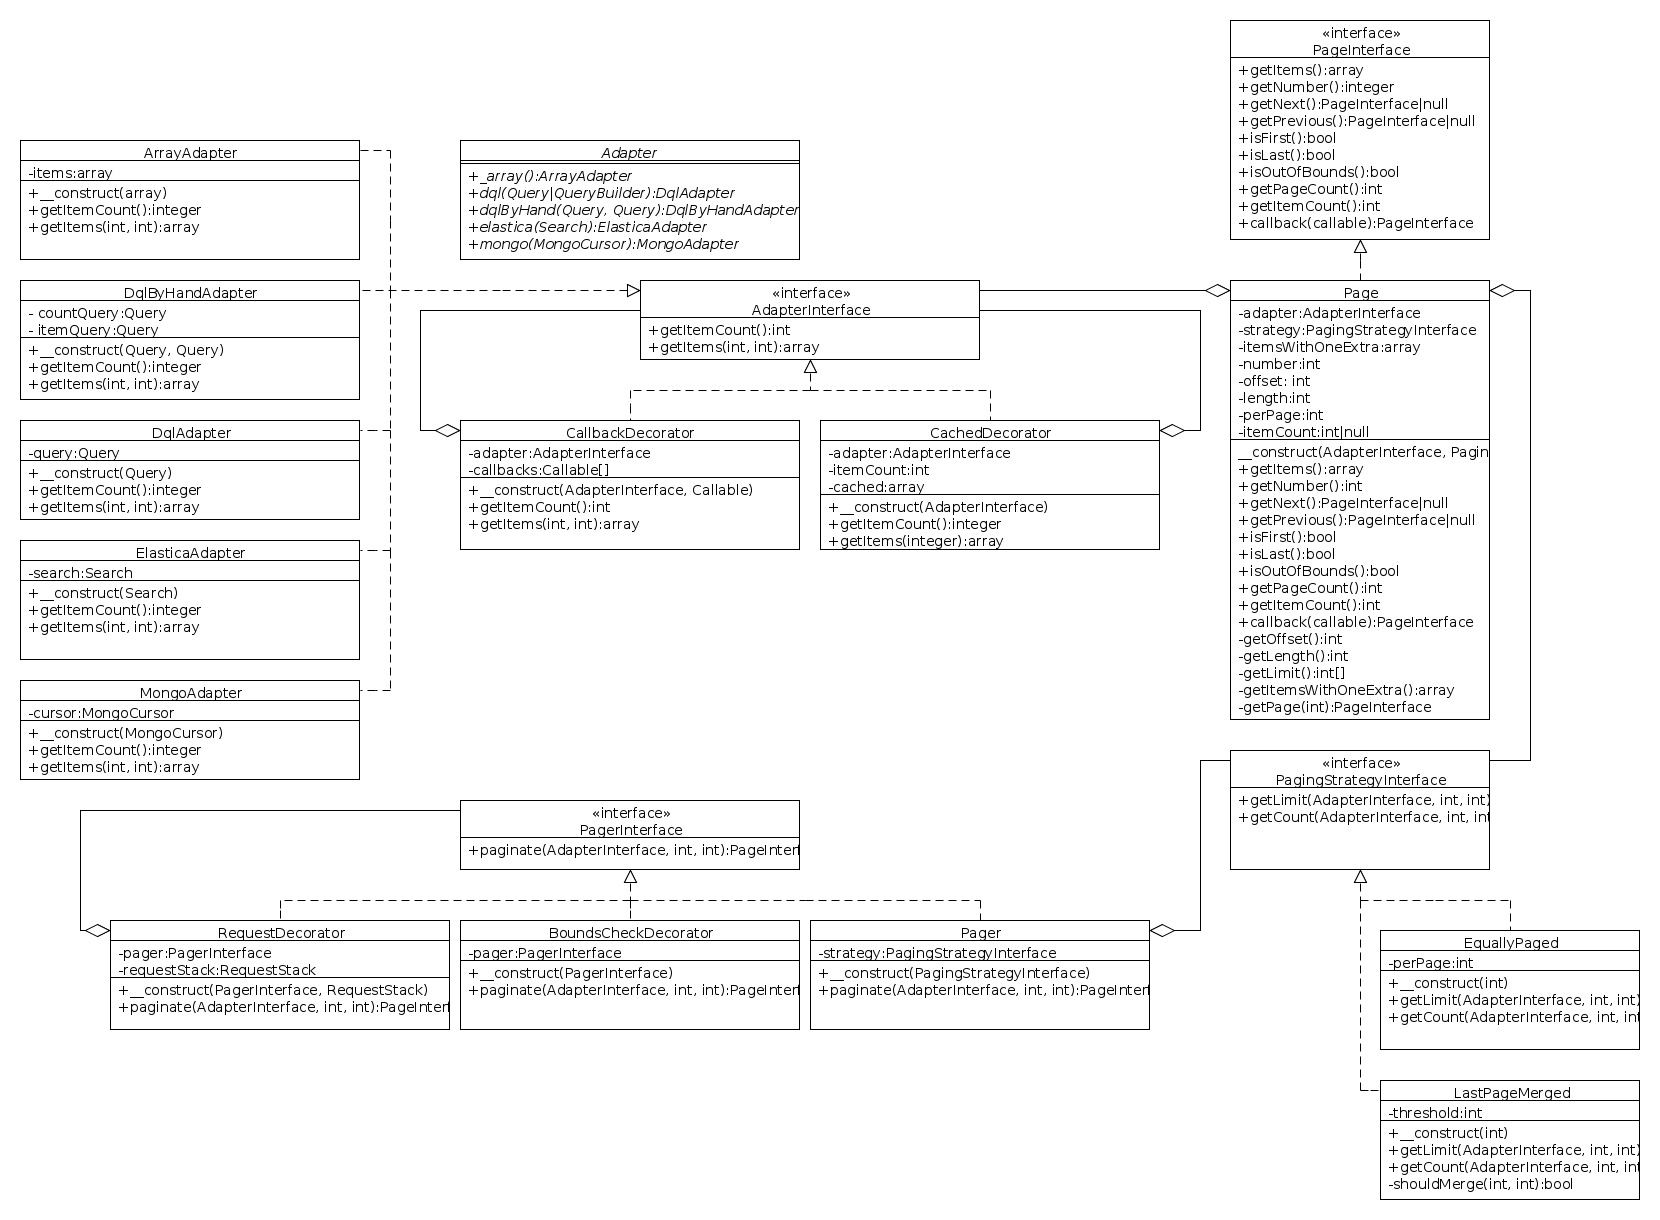 «interface»
PageInterface
+getItems():array
+getNumber():integer
+getNext():PageInterface|null
+getPrevious():PageInterface|null
+isFirst():bool
+isLast():bool
+isOutOfBounds():bool
+getPageCount():int
+getItemCount():int
+callback(callable):PageInterface
ArrayAdapter
-items:array
+__construct(array)
+getItemCount():integer
+getItems(int, int):array
Adapter
+_array():ArrayAdapter
+dql(Query|QueryBuilder):DqlAdapter
+dqlByHand(Query, Query):DqlByHandAdapter
+elastica(Search):ElasticaAdapter
+mongo(MongoCursor):MongoAdapter
DqlByHandAdapter
- countQuery:Query
- itemQuery:Query
+__construct(Query, Query)
+getItemCount():integer
+getItems(int, int):array
«interface»
AdapterInterface
+getItemCount():int
+getItems(int, int):array
Page
-adapter:AdapterInterface
-strategy:PagingStrategyInterface
-itemsWithOneExtra:array
-number:int
-offset: int
-length:int
-perPage:int
-itemCount:int|null
__construct(AdapterInterface, Pagin
+getItems():array
+getNumber():int
+getNext():PageInterface|null
+getPrevious():PageInterface|null
+isFirst():bool
+isLast():bool
+isOutOfBounds():bool
+getPageCount():int
+getItemCount():int
+callback(callable):PageInterface
-getOffset():int
-getLength():int
-getLimit():int[]
-getItemsWithOneExtra():array
-getPage(int):PageInterface
DqlAdapter
-query:Query
+__construct(Query)
+getItemCount():integer
+getItems(int, int):array
CallbackDecorator
-adapter:AdapterInterface
-callbacks:Callable[]
+__construct(AdapterInterface, Callable)
+getItemCount():int
+getItems(int, int):array
CachedDecorator
-adapter:AdapterInterface
-itemCount:int
-cached:array
+__construct(AdapterInterface)
+getItemCount():integer
+getItems(integer):array
ElasticaAdapter
-search:Search
+__construct(Search)
+getItemCount():integer
+getItems(int, int):array
MongoAdapter
-cursor:MongoCursor
+__construct(MongoCursor)
+getItemCount():integer
+getItems(int, int):array
«interface»
PagingStrategyInterface
+getLimit(AdapterInterface, int, int)
+getCount(AdapterInterface, int, int
«interface»
PagerInterface
+paginate(AdapterInterface, int, int):PageInterf
RequestDecorator
-pager:PagerInterface
-requestStack:RequestStack
+__construct(PagerInterface, RequestStack)
+paginate(AdapterInterface, int, int):PageInterf
BoundsCheckDecorator
-pager:PagerInterface
+__construct(PagerInterface)
+paginate(AdapterInterface, int, int):PageInterf
Pager
-strategy:PagingStrategyInterface
+__construct(PagingStrategyInterface)
+paginate(AdapterInterface, int, int):PageInterf
EquallyPaged
-perPage:int
+__construct(int)
+getLimit(AdapterInterface, int, int)
+getCount(AdapterInterface, int, int
LastPageMerged
-threshold:int
+__construct(int)
+getLimit(AdapterInterface, int, int)
+getCount(AdapterInterface, int, int
-shouldMerge(int, int):bool